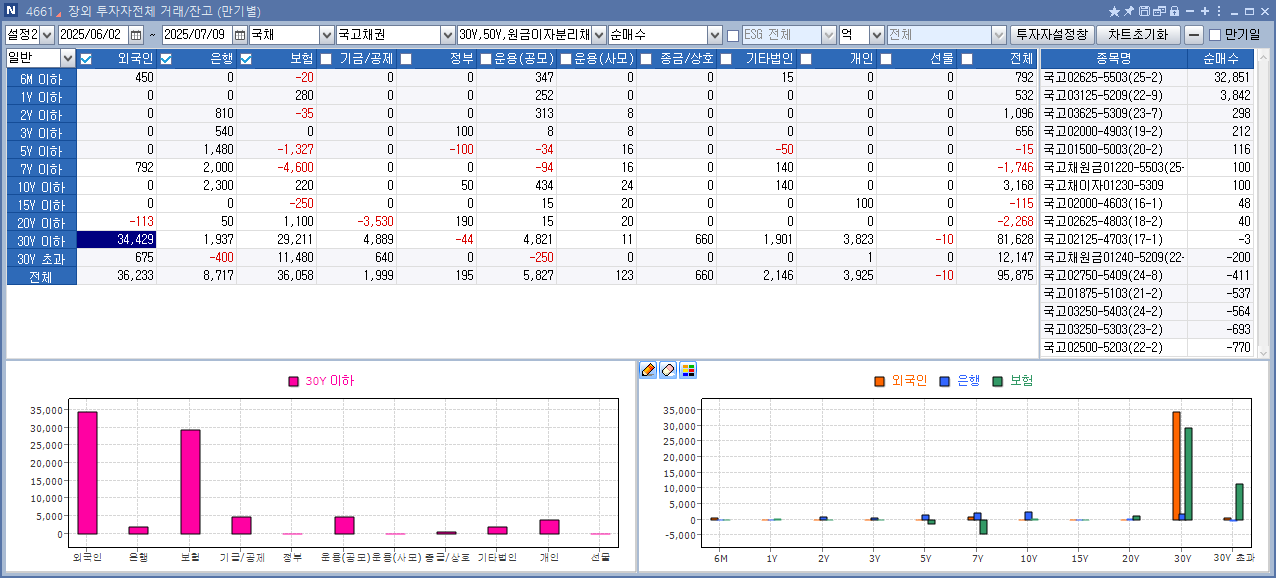 N 4661 장외 투자자전체 거래/잔고 (만기별)
설정2 2025/06/02 ~ 2025/07/09 국채 국고채권 30Y,50Y,원금이자분리채 순매수 ESG 전체 억 전체 투자자설정창 차트초기화 만기일
일반 외국인 은행 보험 기금/공제 정부 운용(공모) 운용(사모) 종금/상호 기타법인 개인 선물 전체
6M 이하 450 0 -20 0 0 347 0 0 15 0 0 792
1Y 이하 0 0 280 0 0 252 0 0 0 0 0 532
2Y 이하 0 810 -35 0 0 313 8 0 0 0 0 1,096
3Y 이하 0 540 0 0 100 8 8 0 0 0 0 656
5Y 이하 0 1,480 -1,327 0 -100 -34 16 0 -50 0 0 -15
7Y 이하 792 2,000 -4,600 0 0 -94 16 0 140 0 0 -1,746
10Y 이하 0 2,300 220 0 50 434 24 0 140 0 0 3,168
15Y 이하 0 0 -250 0 0 15 20 0 0 100 0 -115
20Y 이하 -113 50 1,100 -3,530 190 15 20 0 0 0 0 -2,268
30Y 이하 34,429 1,937 29,211 4,889 -44 4,821 11 660 1,901 3,823 -10 81,628
30Y 초과 675 -400 11,480 640 0 -250 0 0 0 1 0 12,147
전체 36,233 8,717 36,058 1,999 195 5,827 123 660 2,146 3,925 -10 95,875
종목명 순매수
국고02625-5503(25-2) 32,851
국고03125-5209(22-9) 3,842
국고03625-5309(23-7) 298
국고02000-4903(19-2) 212
국고01500-5003(20-2) 116
국고채원금01220-5503(25- 100
국고채이자01230-5309 100
국고02000-4603(16-1) 48
국고02625-4803(18-2) 40
국고02125-4703(17-1) -3
국고채원금01240-5209(22- -200
국고02750-5409(24-8) -411
국고01875-5103(21-2) -537
국고03250-5403(24-2) -564
국고03250-5303(23-2) -693
국고02500-5203(22-2) -770
30Y 이하
35,000
30,000
25,000
20,000
15,000
10,000
5,000
0
외국인 은행 보험 기금/공제 정부 운용(공모) 운용(사모) 종금/상호 기타법인 개인 선물
외국인 은행 보험
35,000
30,000
25,000
20,000
15,000
10,000
5,000
0
-5,000
6M 1Y 2Y 3Y 5Y 7Y 10Y 15Y 20Y 30Y 30Y 초과